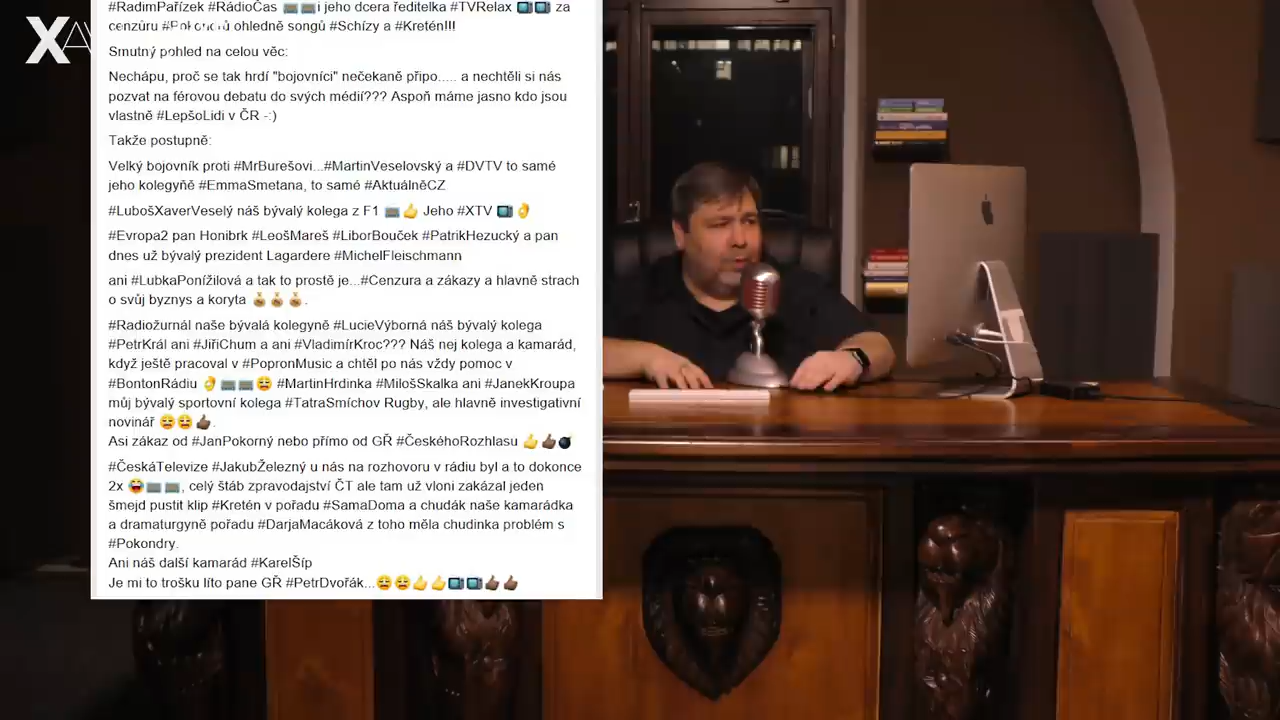 XAV
#RadimPařízek #RádioČas 📟📟i jeho dcera ředitelka #TVRelax 📺📺 za
cenzúru #Pokondrů ohledně songů #Schízy a #Kretén!!!
Smutný pohled na celou věc:
Nechápu, proč se tak hrdí "bojovníci" nečekaně připo..... a nechtěli si nás
pozvat na férovou debatu do svých médií??? Aspoň máme jasno kdo jsou
vlastně #LepšoLidi v ČR -:)
Takže postupně:
Velký bojovník proti #MrBurešovi...#MartinVeselovský a #DVTV to samé
jeho kolegyňě #EmmaSmetana, to samé #AktuálněCZ
#LubošXaverVeselý náš bývalý kolega z F1 📟👍 Jeho #XTV 📺👌
#Evropa2 pan Honibrk #LeošMareš #LiborBouček #PatrikHezucký a pan
dnes už bývalý prezident Lagardere #MichelFleischmann
ani #LubkaPonížilová a tak to prostě je...#Cenzura a zákazy a hlavně strach
o svůj byznys a koryta 💰💰💰.
#Radiožurnál naše bývalá kolegyně #LucieVýborná náš bývalý kolega
#PetrKrál ani #JiříChum a ani #VladimírKroc??? Náš nej kolega a kamarád,
když ještě pracoval v #PopronMusic a chtěl po nás vždy pomoc v
#BontonRádiu 👌📟📟😩 #MartinHrdinka #MilošSkalka ani #JanekKroupa
můj bývalý sportovní kolega #TatraSmíchov Rugby, ale hlavně investigativní
novinář 😩😩👍🏿.
Asi zákaz od #JanPokorný nebo přímo od GŘ #ČeskéhoRozhlasu 👍👍🏿💣
#ČeskáTelevize #JakubŽelezný u nás na rozhovoru v rádiu byl a to dokonce
2x 😂📟📟, celý štáb zpravodajství ČT ale tam už vloni zakázal jeden
šmejd pustit klip #Kretén v pořadu #SamaDoma a chudák naše kamarádka
a dramaturgyně pořadu #DarjaMacáková z toho měla chudinka problém s
#Pokondry.
Ani náš další kamarád #KarelŠíp
Je mi to trošku líto pane GŘ #PetrDvořák...😩😩👍👍📺📺👍🏿👍🏿